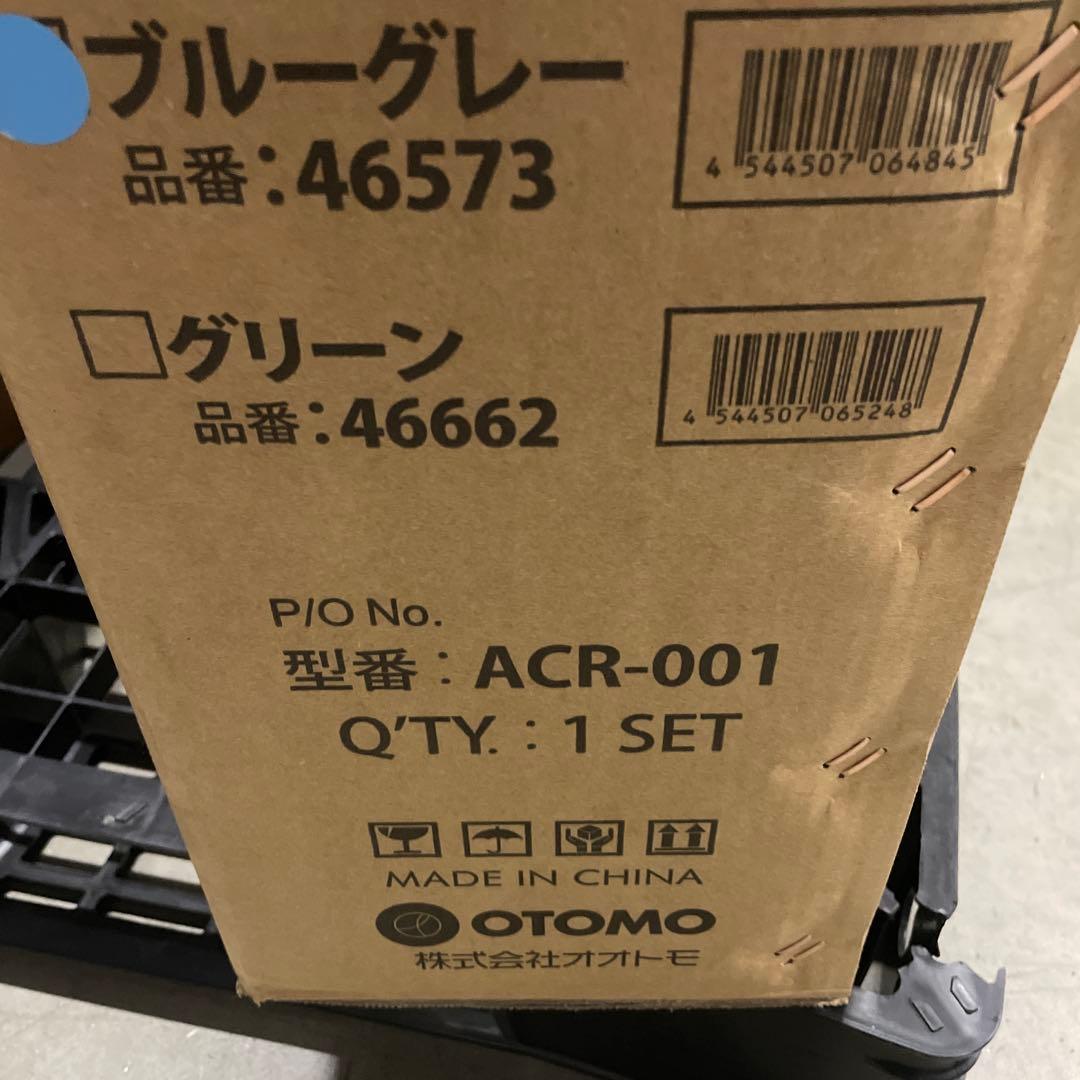 ブルーグレー
品番：46573
4 544507 064845
グリーン
品番：46662
4 544507 065248
P/O No.
型番：ACR-001
Q'TY.：1 SET
MADE IN CHINA
OTOMO
株式会社オオトモ